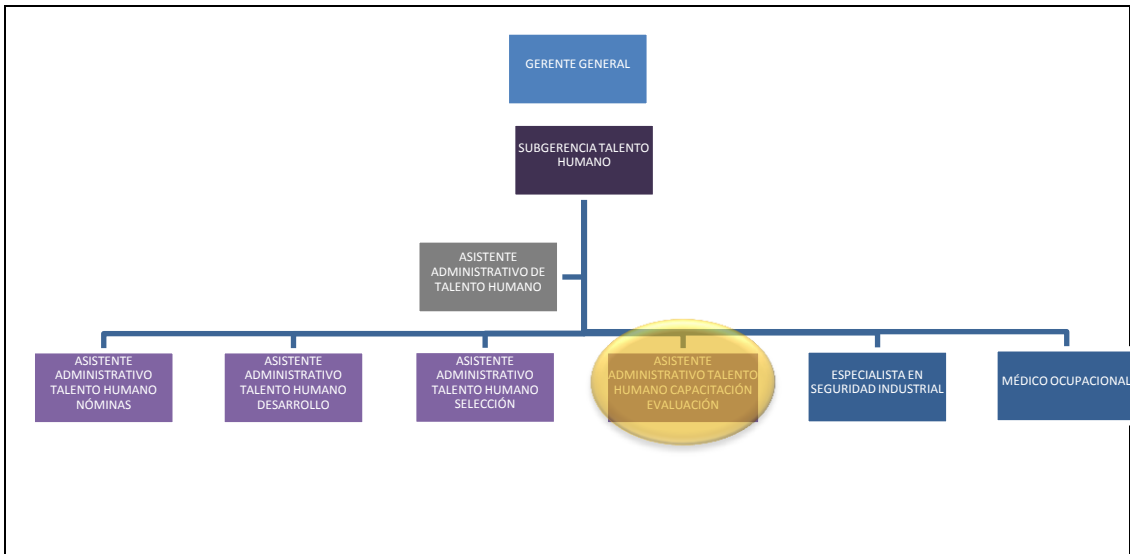 GERENTE GENERAL
SUBGERENCIA TALENTO
HUMANO
ASISTENTE
ADMINISTRATIVO DE
TALENTO HUMANO
ASISTENTE
ADMINISTRATIVO
TALENTO HUMANO
NÓMINAS
ASISTENTE
ADMINISTRATIVO
TALENTO HUMANO
DESARROLLO
ASISTENTE
ADMINISTRATIVO
TALENTO HUMANO
SELECCIÓN
ASISTENTE
ADMINISTRATIVO TALENTO
HUMANO CAPACITACIÓN
EVALUACIÓN
ESPECIALISTA EN
SEGURIDAD INDUSTRIAL
MÉDICO OCUPACIONAL